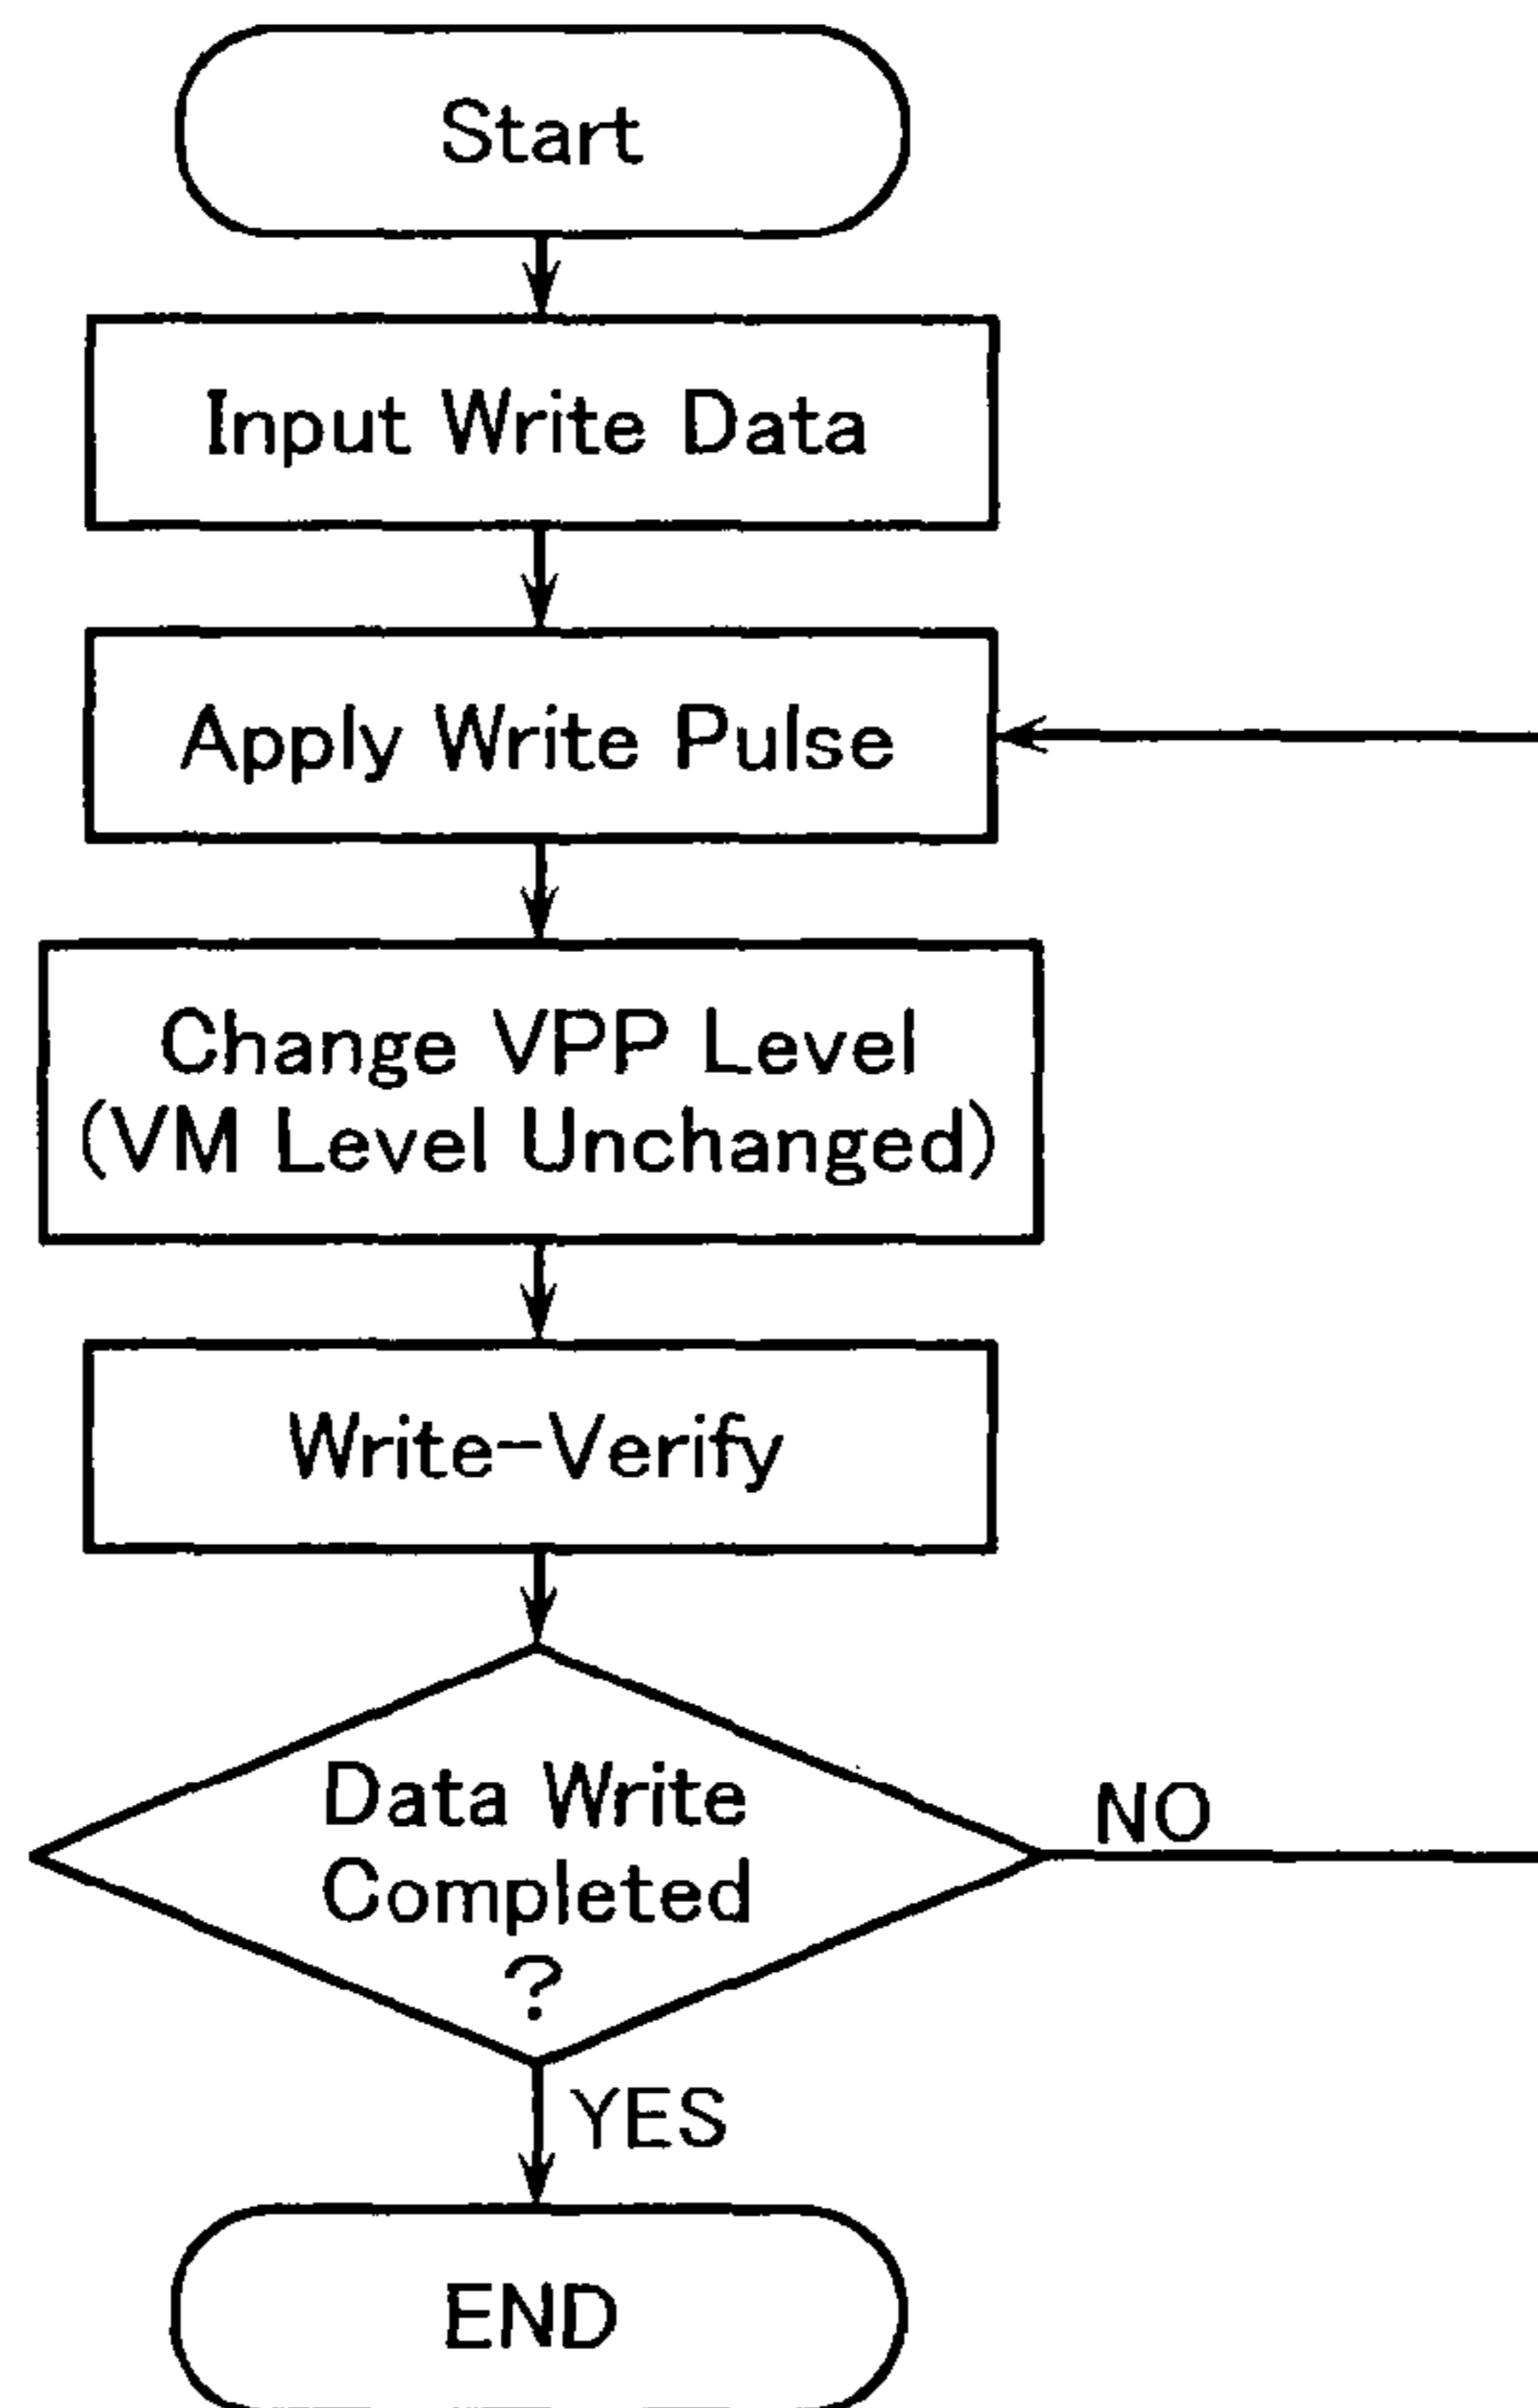 Start
Input Write Data
Apply Write Pulse
Change VPP Level
(VM Level Unchanged)
Write-Verify
Data Write
Completed
?
NO
YES
END